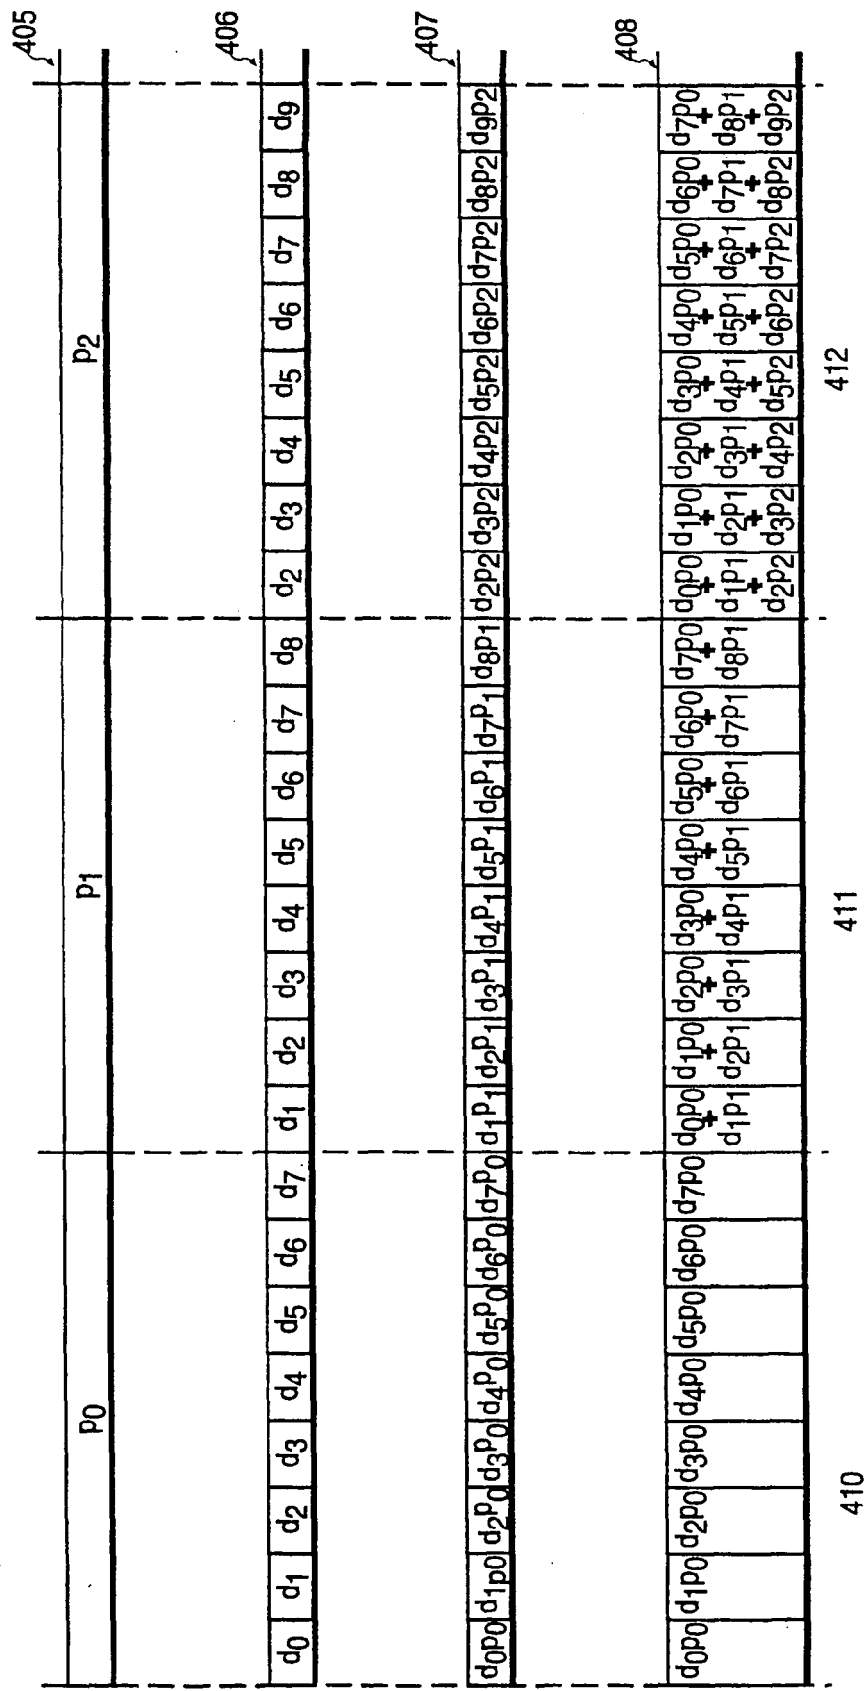 p0 p1 p2 405
d0 d1 d2 d3 d4 d5 d6 d7 d1 d2 d3 d4 d5 d6 d7 d8 d2 d3 d4 d5 d6 d7 d8 d9 406
d0p0 d1p0 d2p0 d3p0 d4p0 d5p0 d6p0 d7p0 d1p1 d2p1 d3p1 d4p1 d5p1 d6p1 d7p1 d8p1 d2p2 d3p2 d4p2 d5p2 d6p2 d7p2 d8p2 d9p2 407
408
d0p0 d1p0 d2p0 d3p0 d4p0 d5p0 d6p0 d7p0 d0p0 d1p0 d2p0 d3p0 d4p0 d5p0 d6p0 d7p0 d0p0 d1p0 d2p0 d3p0 d4p0 d5p0 d6p0 d7p0
+ + + + + + + + + + + + + + + +
d1p1 d2p1 d3p1 d4p1 d5p1 d6p1 d7p1 d8p1 d1p1 d2p1 d3p1 d4p1 d5p1 d6p1 d7p1 d8p1
+ + + + + + + +
d2p2 d3p2 d4p2 d5p2 d6p2 d7p2 d8p2 d9p2
410 411 412